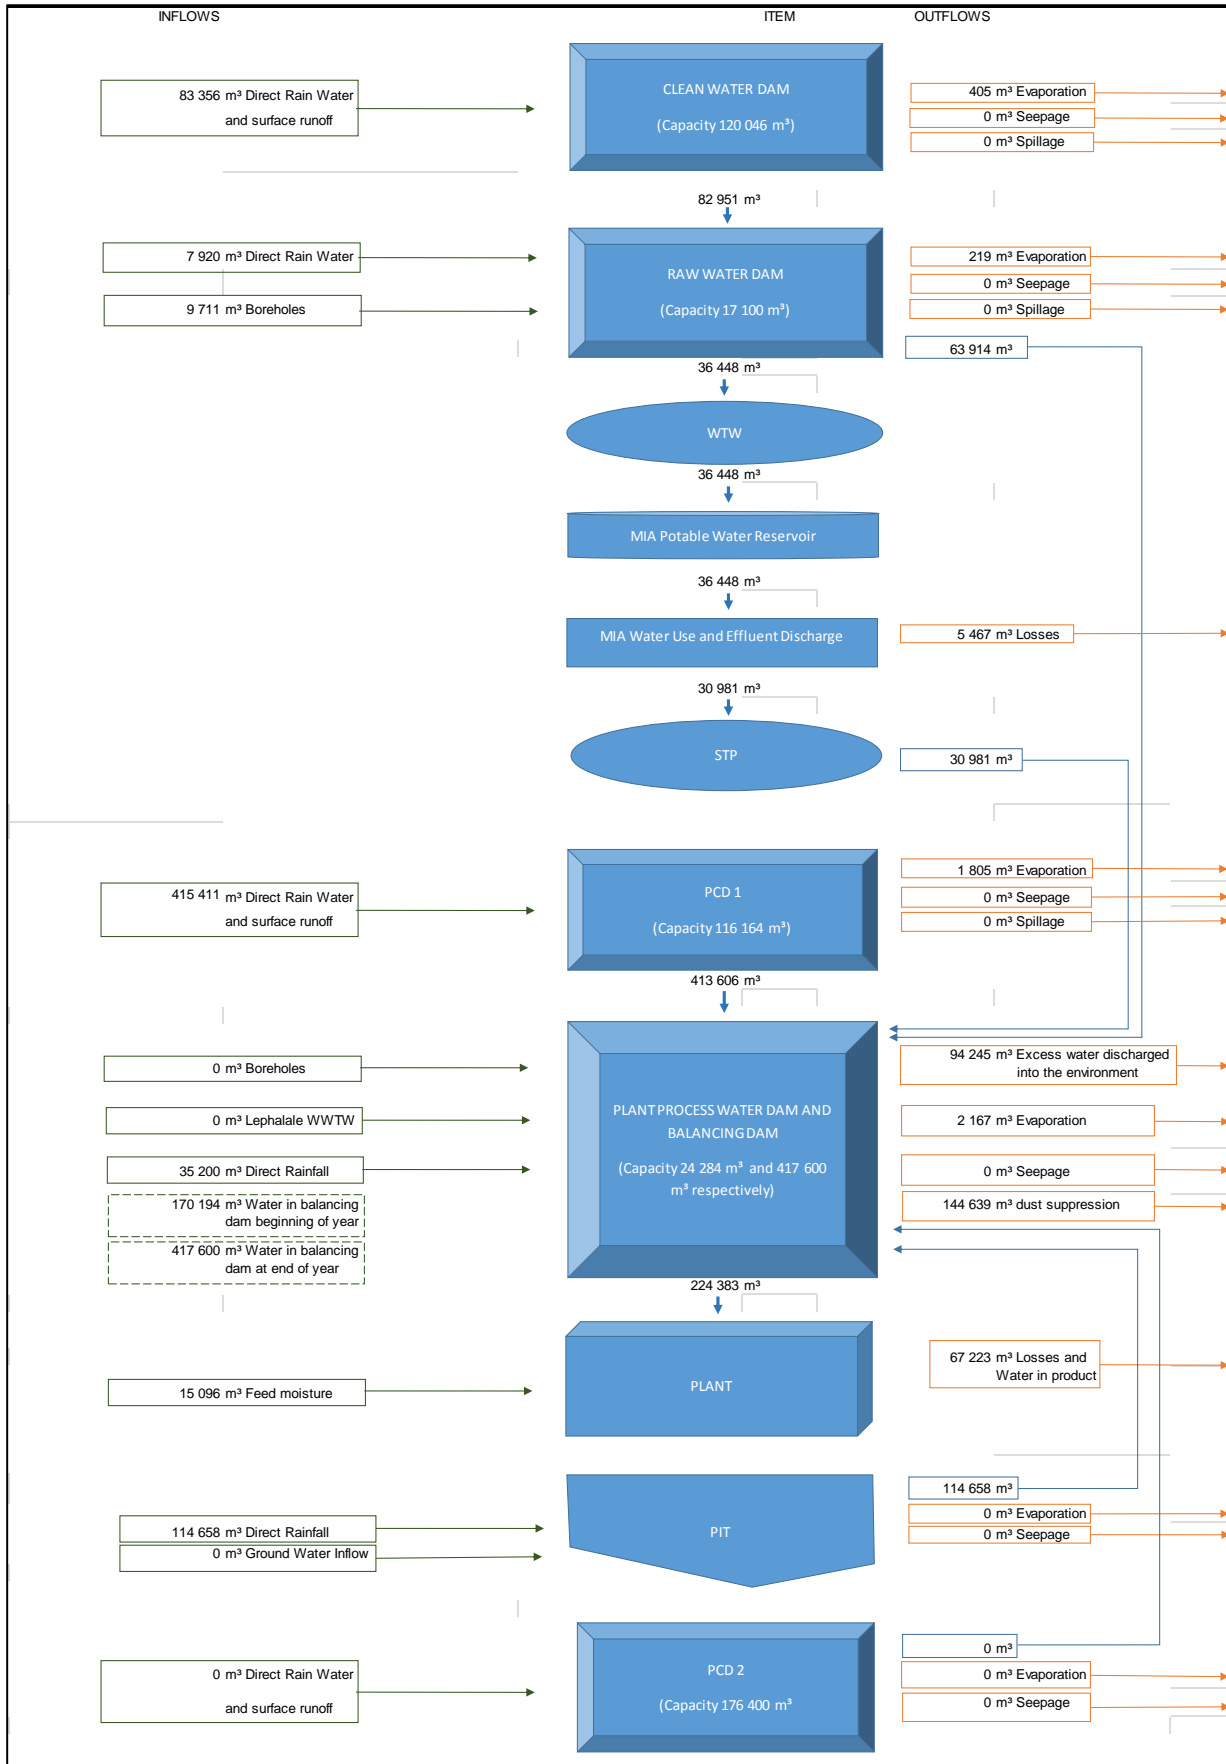 INFLOWS
ITEM
OUTFLOWS
83 356 m³ Direct Rain Water
and surface runoff
CLEAN WATER DAM
(Capacity 120 046 m³)
405 m³ Evaporation
0 m³ Seepage
0 m³ Spillage
82 951 m³
7 920 m³ Direct Rain Water
9 711 m³ Boreholes
RAW WATER DAM
(Capacity 17 100 m³)
219 m³ Evaporation
0 m³ Seepage
0 m³ Spillage
63 914 m³
36 448 m³
WTW
36 448 m³
MIA Potable Water Reservoir
36 448 m³
MIA Water Use and Effluent Discharge
5 467 m³ Losses
30 981 m³
STP
30 981 m³
415 411 m³ Direct Rain Water
and surface runoff
PCD 1
(Capacity 116 164 m³)
1 805 m³ Evaporation
0 m³ Seepage
0 m³ Spillage
413 606 m³
0 m³ Boreholes
0 m³ Lephalale WWTW
35 200 m³ Direct Rainfall
170 194 m³ Water in balancing
dam beginning of year
417 600 m³ Water in balancing
dam at end of year
PLANT PROCESS WATER DAM AND
BALANCING DAM
(Capacity 24 284 m³ and 417 600
m³ respectively)
94 245 m³ Excess water discharged
into the environment
2 167 m³ Evaporation
0 m³ Seepage
144 639 m³ dust suppression
224 383 m³
15 096 m³ Feed moisture
PLANT
67 223 m³ Losses and
Water in product
114 658 m³ Direct Rainfall
0 m³ Ground Water Inflow
PIT
114 658 m³
0 m³ Evaporation
0 m³ Seepage
0 m³ Direct Rain Water
and surface runoff
PCD 2
(Capacity 176 400 m³
0 m³
0 m³ Evaporation
0 m³ Seepage